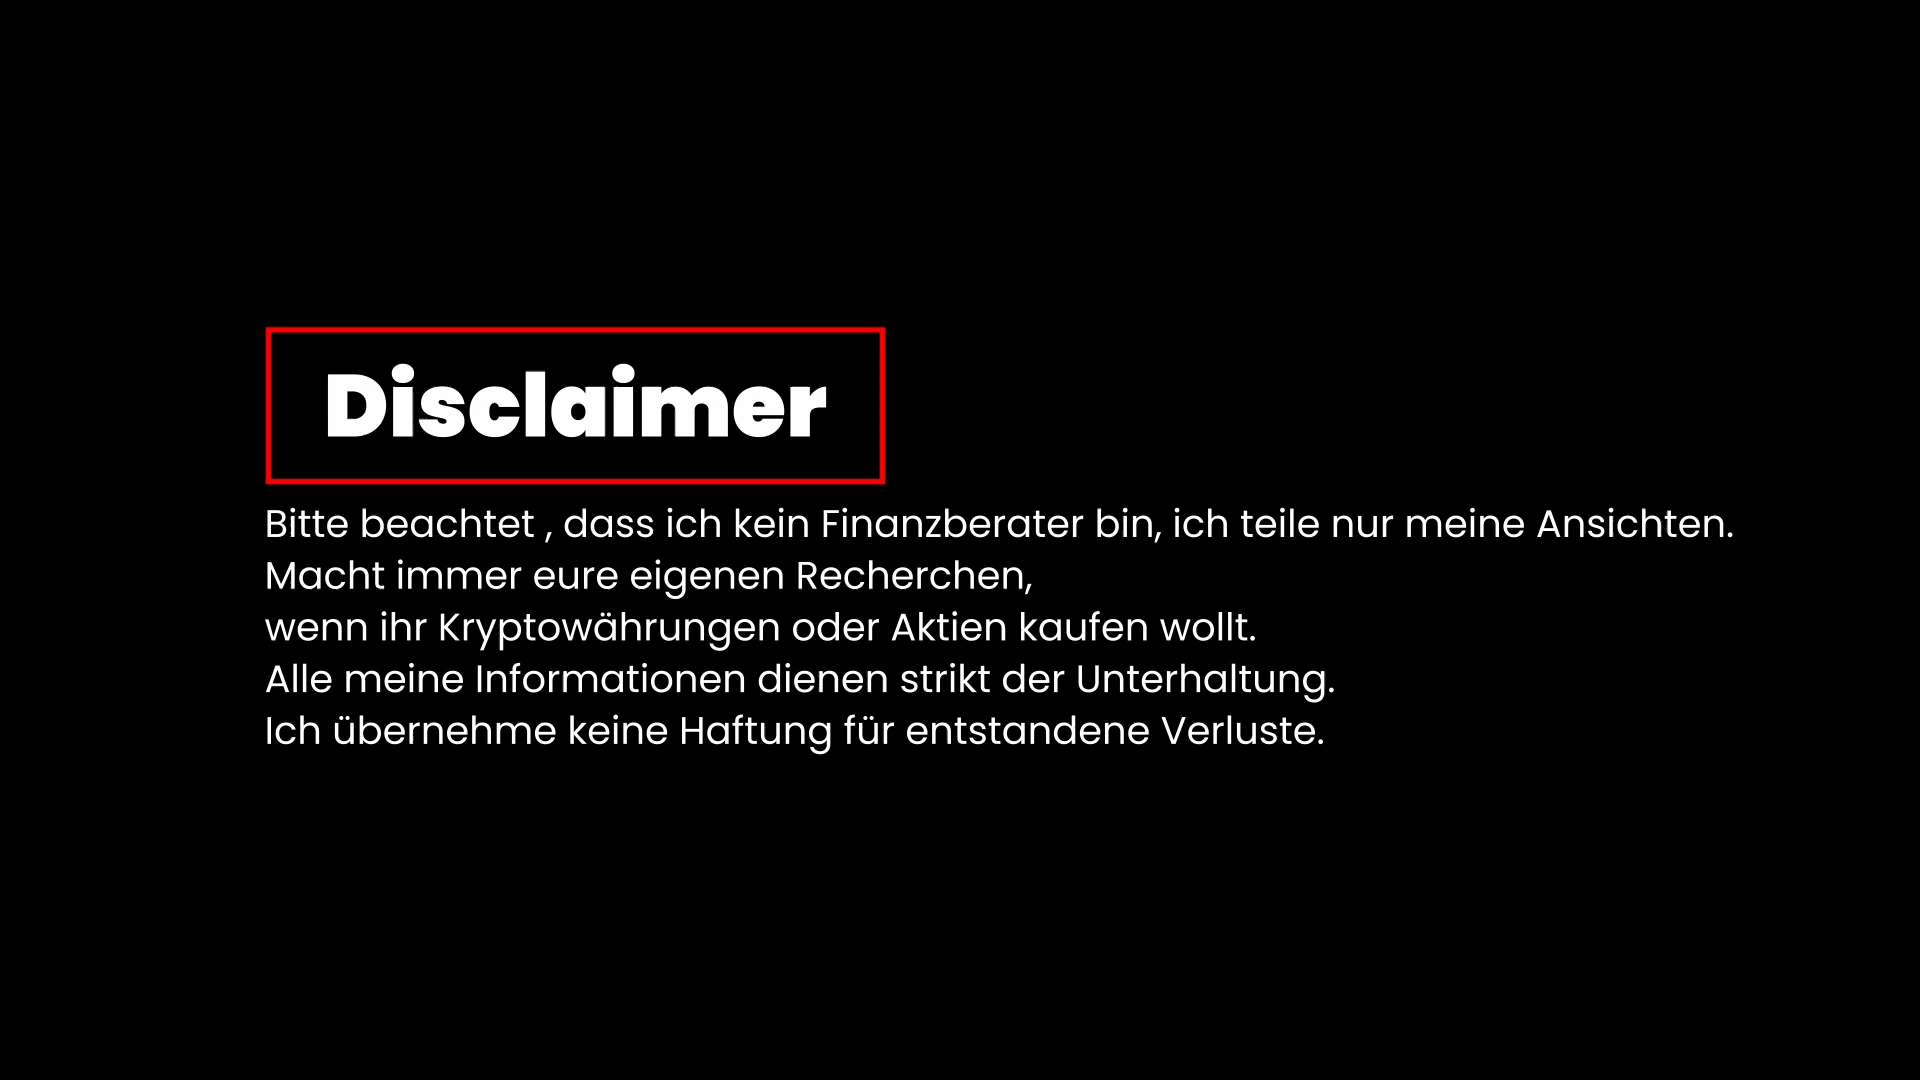 Disclaimer
Bitte beachtet , dass ich kein Finanzberater bin, ich teile nur meine Ansichten.
Macht immer eure eigenen Recherchen,
wenn ihr Kryptowährungen oder Aktien kaufen wollt.
Alle meine Informationen dienen strikt der Unterhaltung.
Ich übernehme keine Haftung für entstandene Verluste.